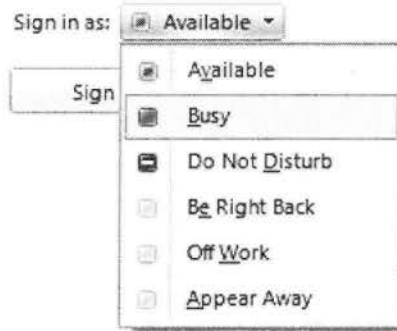 Sign in as: Available
Available
Sign
Busy
Do Not Disturb
Be Right Back
Off Work
Appear Away